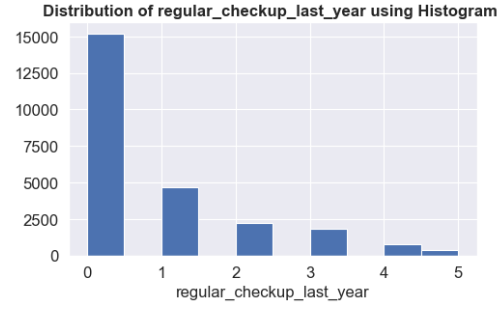 Distribution of regular_checkup_last_year using Histogram
15000
12500
10000
7500
5000
2500
0
0 1 2 3 4 5
regular_checkup_last_year